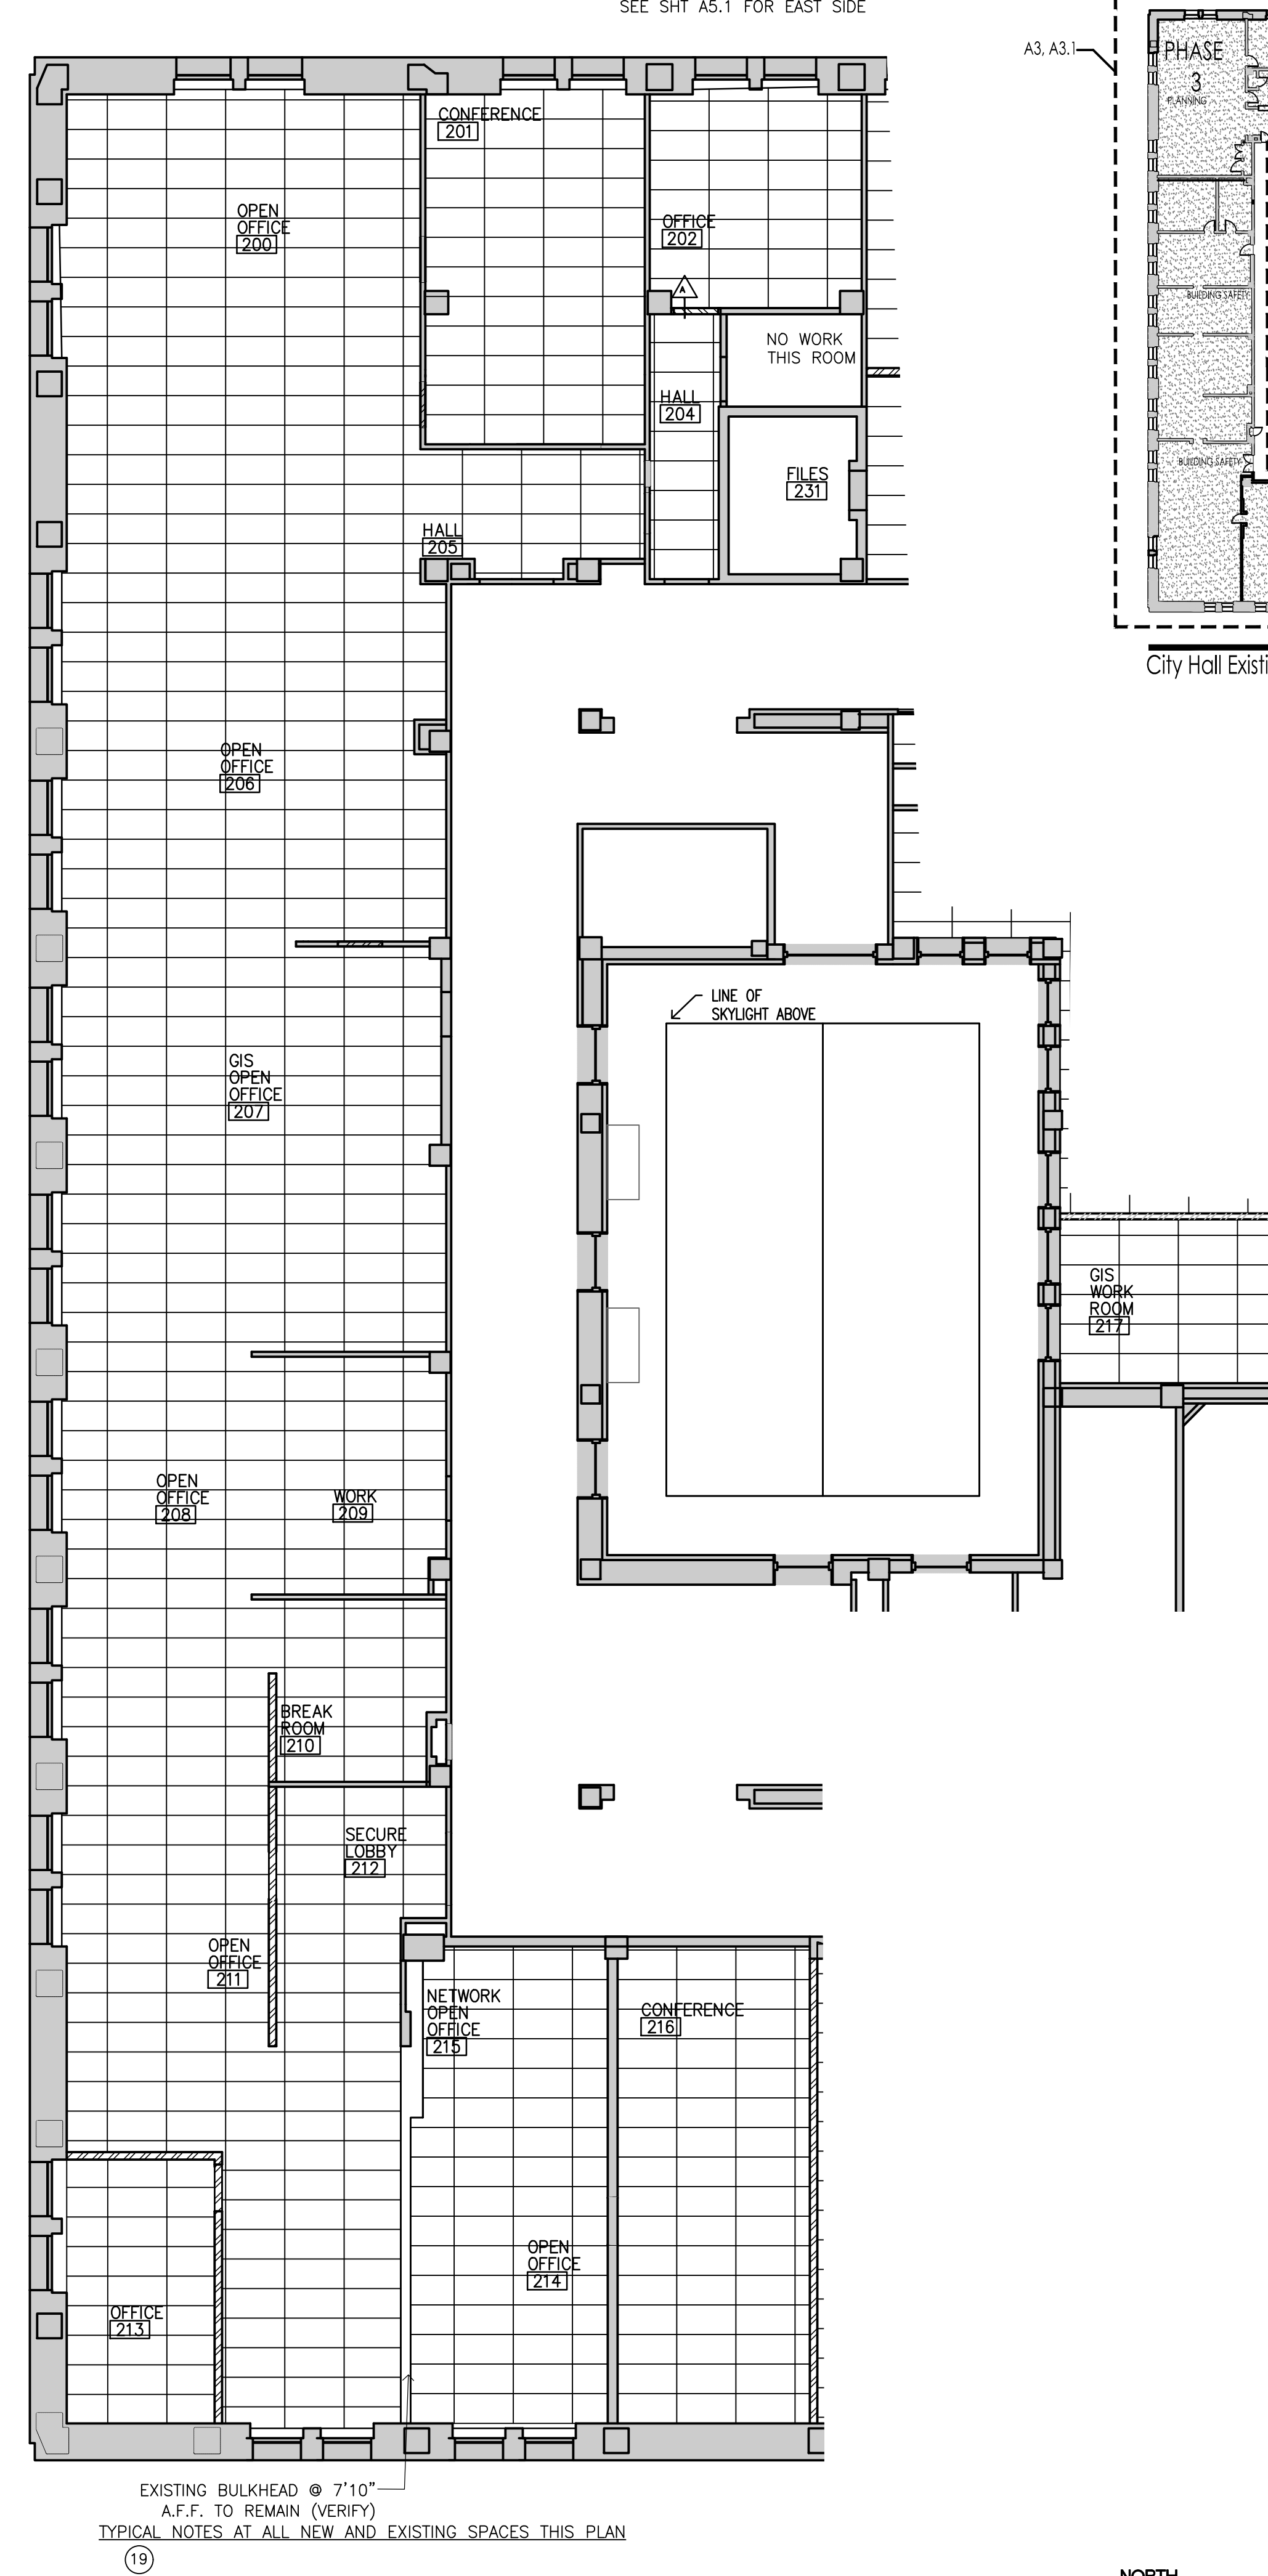 SEE SHT A5.1 FOR EAST SIDE
A3, A3.1
PHASE
3
PLANNING
BUILDING SAFETY
BUILDING SAFETY
City Hall Existi
CONFERENCE
201
OPEN
OFFICE
200
OFFICE
202
A
NO WORK
THIS ROOM
HALL
204
FILES
231
HALL
205
OPEN
OFFICE
206
LINE OF
SKYLIGHT ABOVE
GIS
OPEN
OFFICE
207
GIS
WORK
ROOM
217
OPEN
OFFICE
208
WORK
209
BREAK
ROOM
210
SECURE
LOBBY
212
OPEN
OFFICE
211
NETWORK
OPEN
OFFICE
215
CONFERENCE
216
OPEN
OFFICE
214
OFFICE
213
EXISTING BULKHEAD @ 7'10"
A.F.F. TO REMAIN (VERIFY)
TYPICAL NOTES AT ALL NEW AND EXISTING SPACES THIS PLAN
19
NORTH